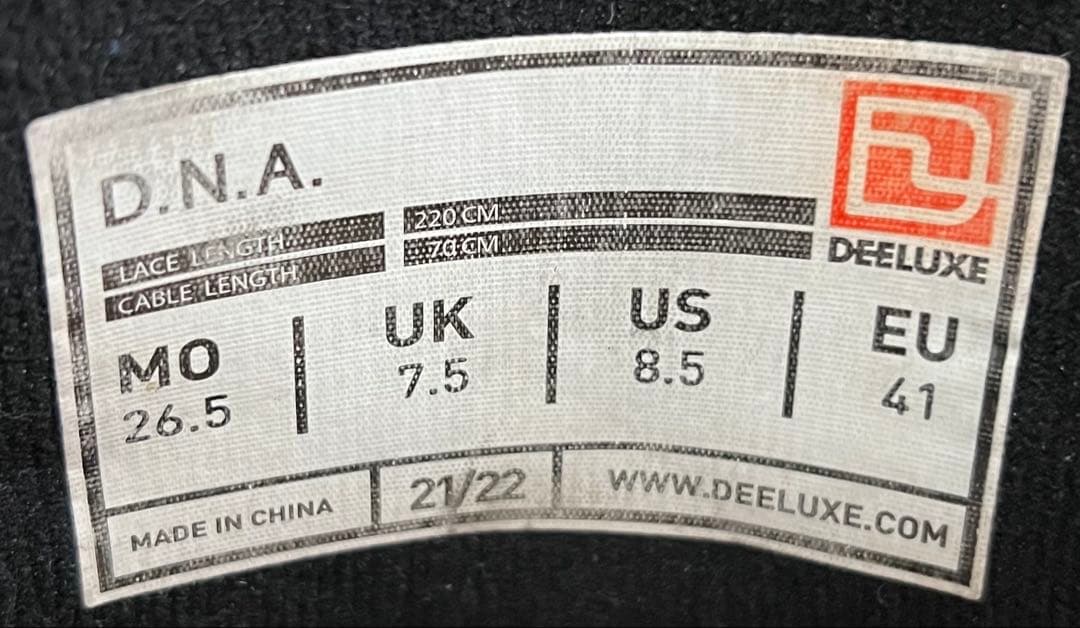 D.N.A.
LACE LENGTH 220 CM
CABLE LENGTH 70 CM
DEELUXE
MO UK US EU
26.5 7.5 8.5 41
MADE IN CHINA 21/22 WWW.DEELUXE.COM